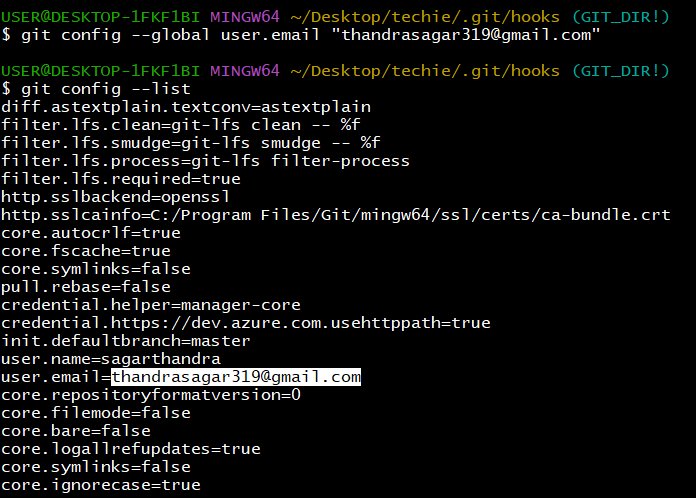 USER@DESKTOP-1FKF1BI MINGW64 ~/Desktop/techie/.git/hooks (GIT_DIR!)
$ git config --global user.email "thandrasagar319@gmail.com"
USER@DESKTOP-1FKF1BI MINGW64 ~/Desktop/techie/.git/hooks (GIT_DIR!)
$ git config --list
diff.astextplain.textconv=astextplain
filter.lfs.clean=git-lfs clean -- %f
filter.lfs.smudge=git-lfs smudge -- %f
filter.lfs.process=git-lfs filter-process
filter.lfs.required=true
http.sslbackend=openssl
http.sslcainfo=C:/Program Files/Git/mingw64/ssl/certs/ca-bundle.crt
core.autocrlf=true
core.fscache=true
core.symlinks=false
pull.rebase=false
credential.helper=manager-core
credential.https://dev.azure.com.usehttppath=true
init.defaultbranch=master
user.name=sagarthandra
user.email=thandrasagar319@gmail.com
core.repositoryformatversion=0
core.filemode=false
core.bare=false
core.logallrefupdates=true
core.symlinks=false
core.ignorecase=true